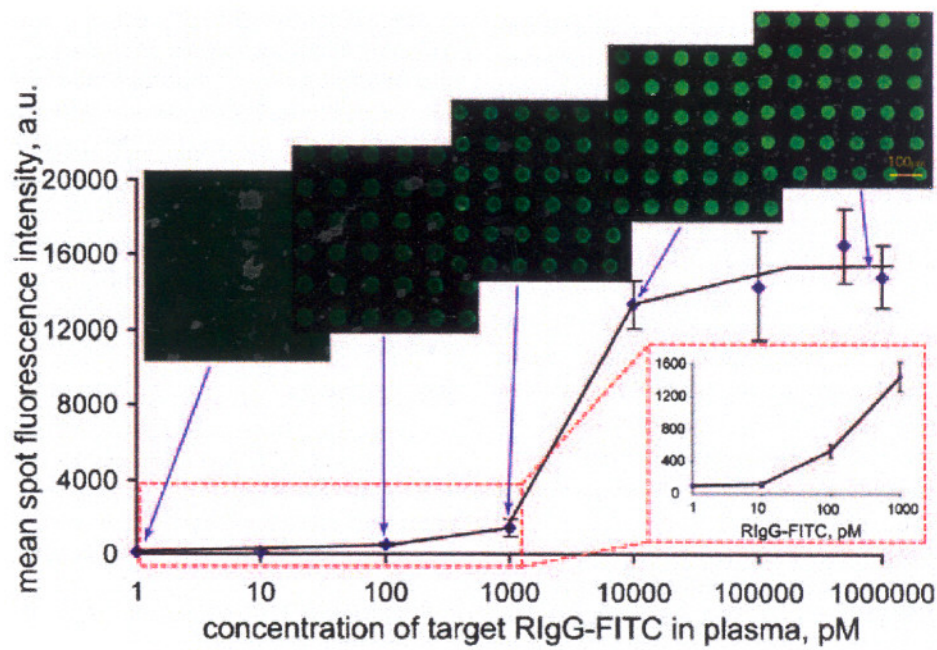 mean spot fluorescence intensity, a.u.
20000
16000
12000
8000
4000
0
1 10 100 1000 10000 100000 1000000
concentration of target RIgG-FITC in plasma, pM
1600
1200
800
400
0
1 10 100 1000
RIgG-FITC, pM